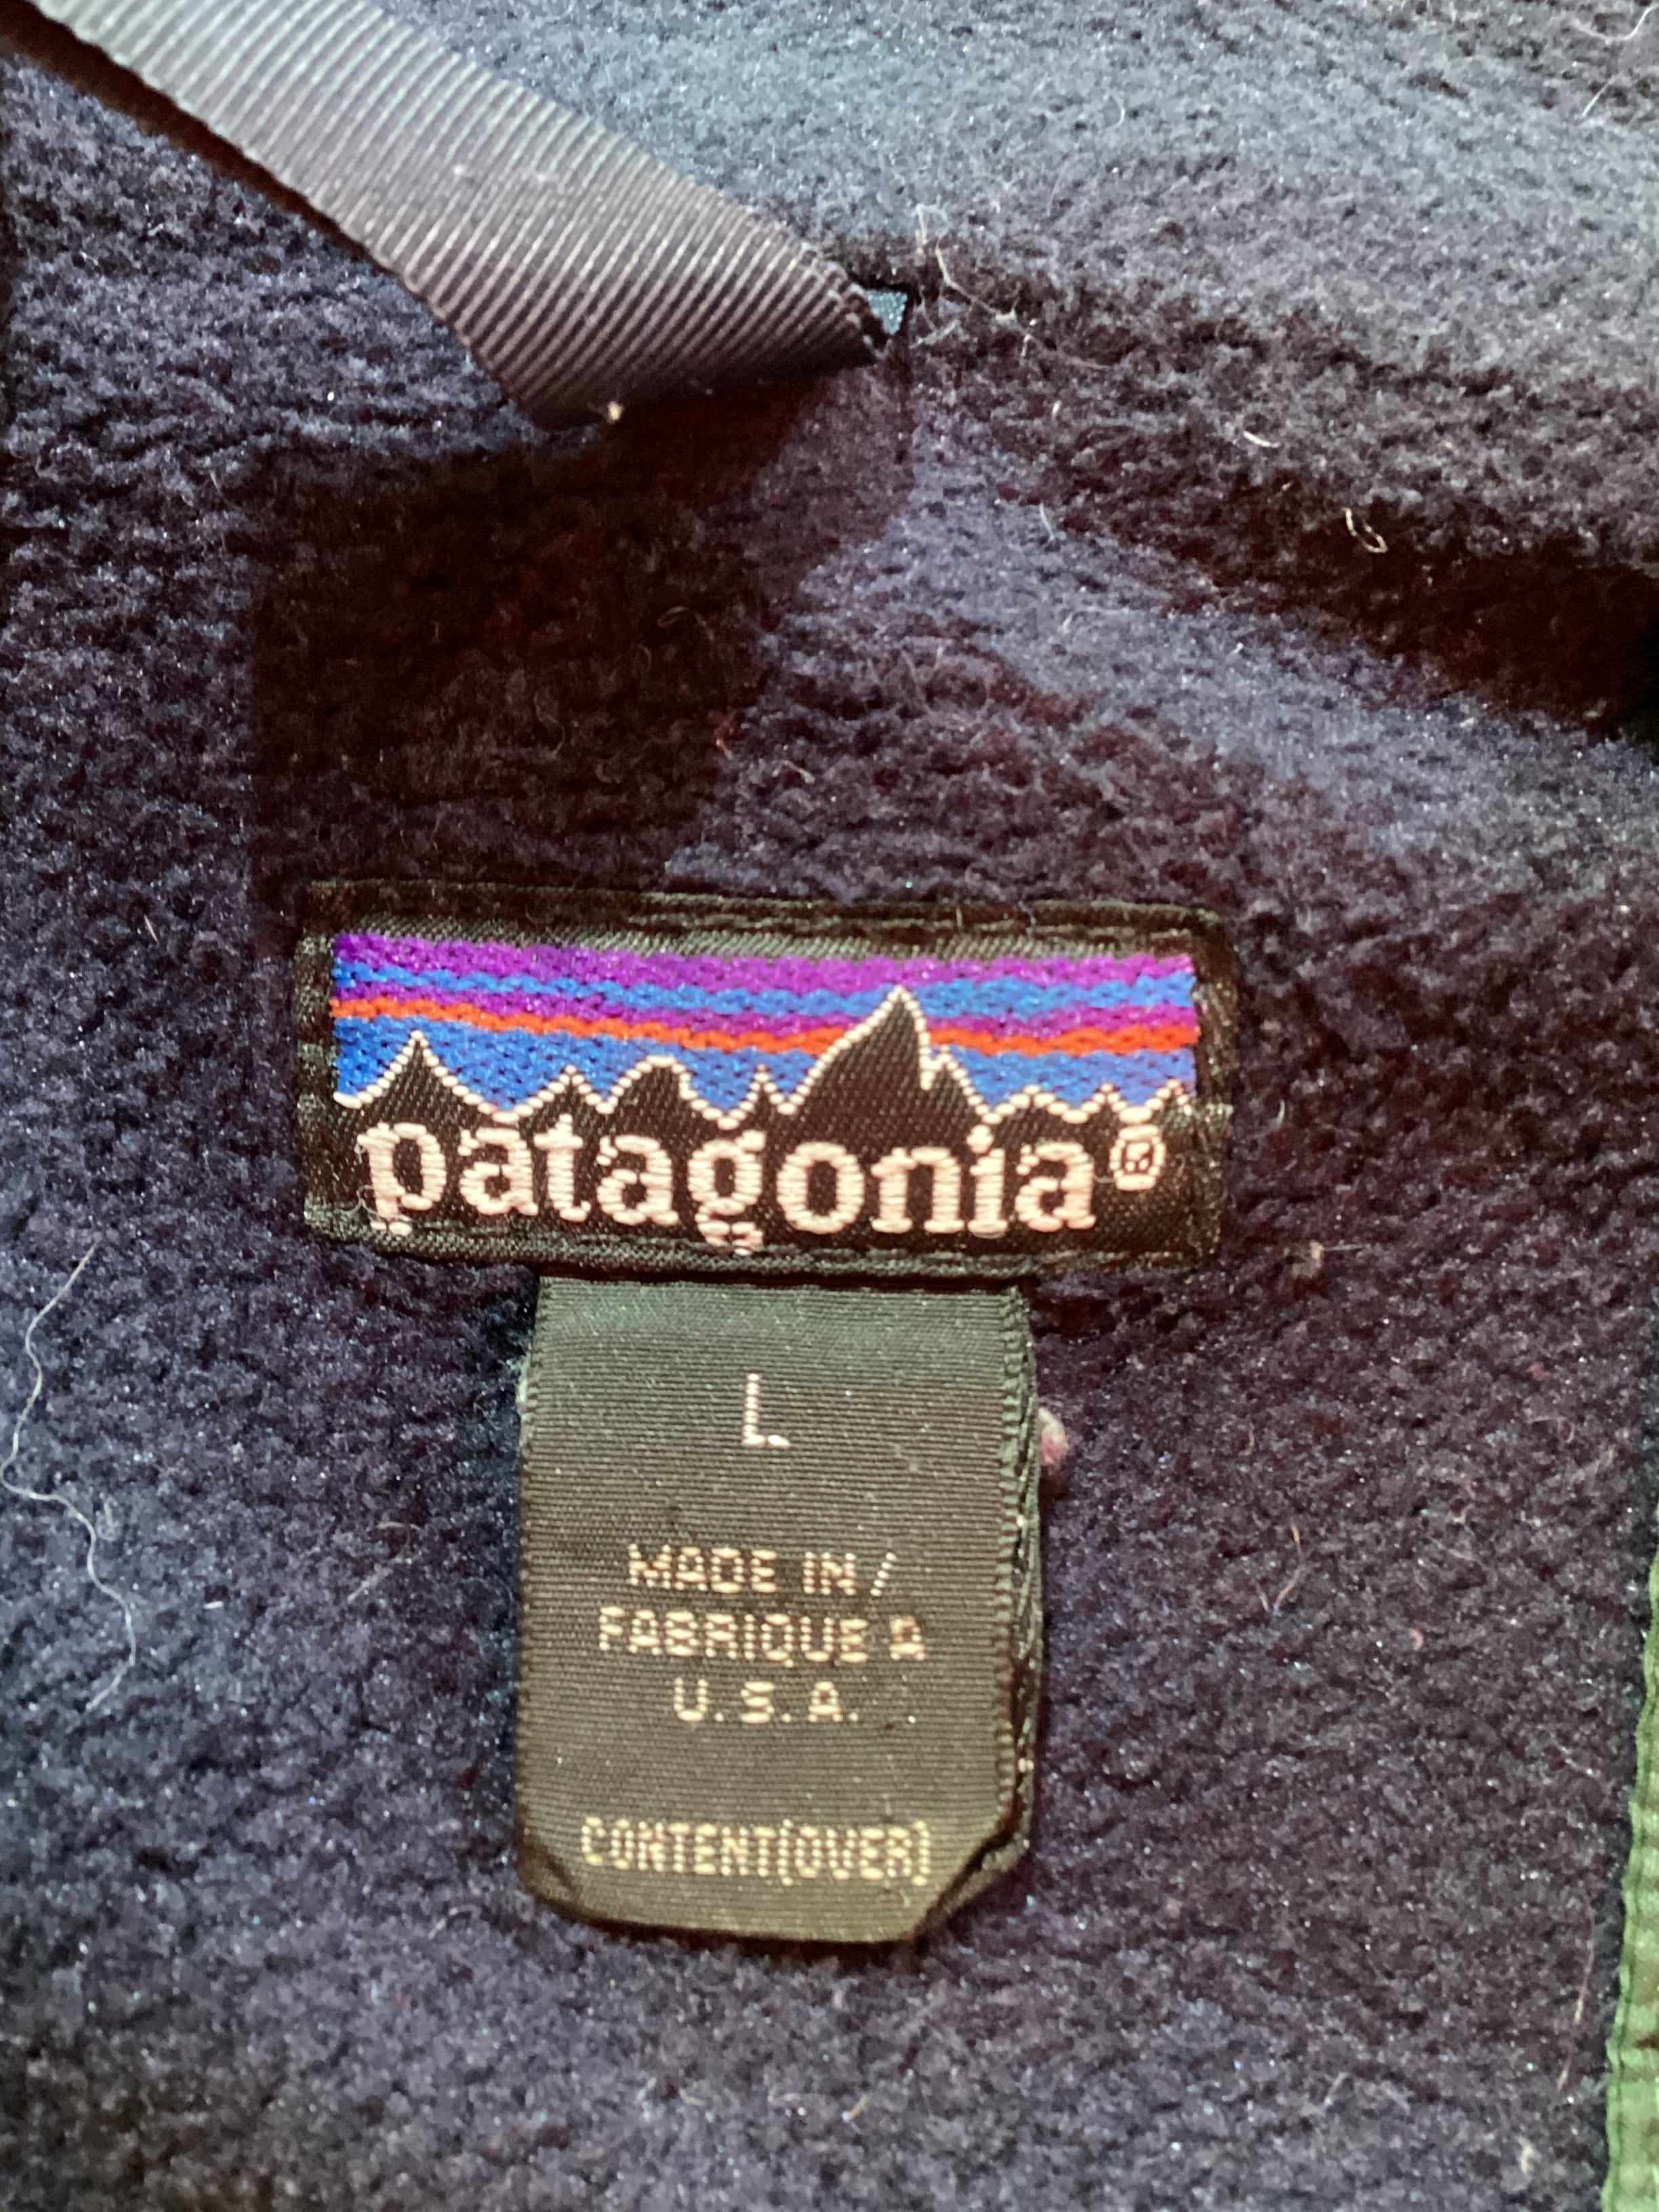 patagonia®
L
MADE IN /
FABRIQUE A
U.S.A.
CONTENT(OVER)